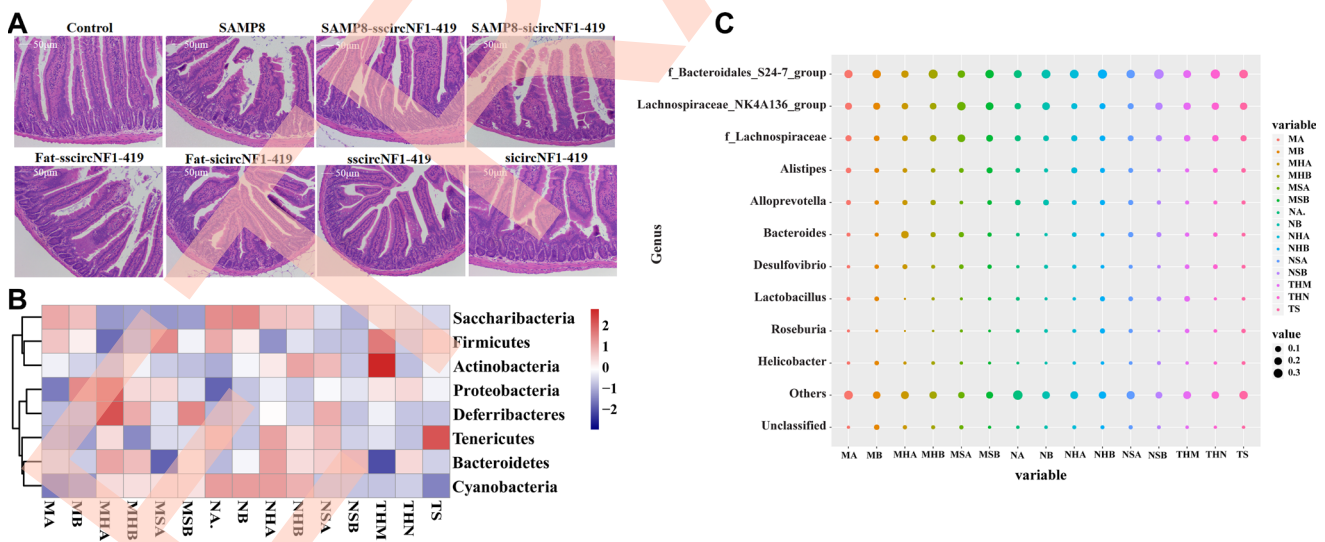 A
Control
SAMP8
SAMP8-sscircNF1-419
SAMP8-sicircNF1-419
50μm
50μm
50μm
50μm
Fat-sscircNF1-419
Fat-sicircNF1-419
sscircNF1-419
sicircNF1-419
50μm
50μm
50μm
50μm
B
Saccharibacteria
Firmicutes
Actinobacteria
Proteobacteria
Deferribacteres
Tenericutes
Bacteroidetes
Cyanobacteria
2
1
0
−1
−2
MA
MB
MHA
MHB
MSA
MSB
NA.
NB
NHA
NHB
NSA
NSB
THM
THN
TS
C
Genus
f_Bacteroidales_S24-7_group
Lachnospiraceae_NK4A136_group
f_Lachnospiraceae
Alistipes
Alloprevotella
Bacteroides
Desulfovibrio
Lactobacillus
Roseburia
Helicobacter
Others
Unclassified
MA MB MHA MHB MSA MSB NA NB NHA NHB NSA NSB THM THN TS
variable
variable
MA
MB
MHA
MHB
MSA
MSB
NA.
NB
NHA
NHB
NSA
NSB
THM
THN
TS
value
0.1
0.2
0.3